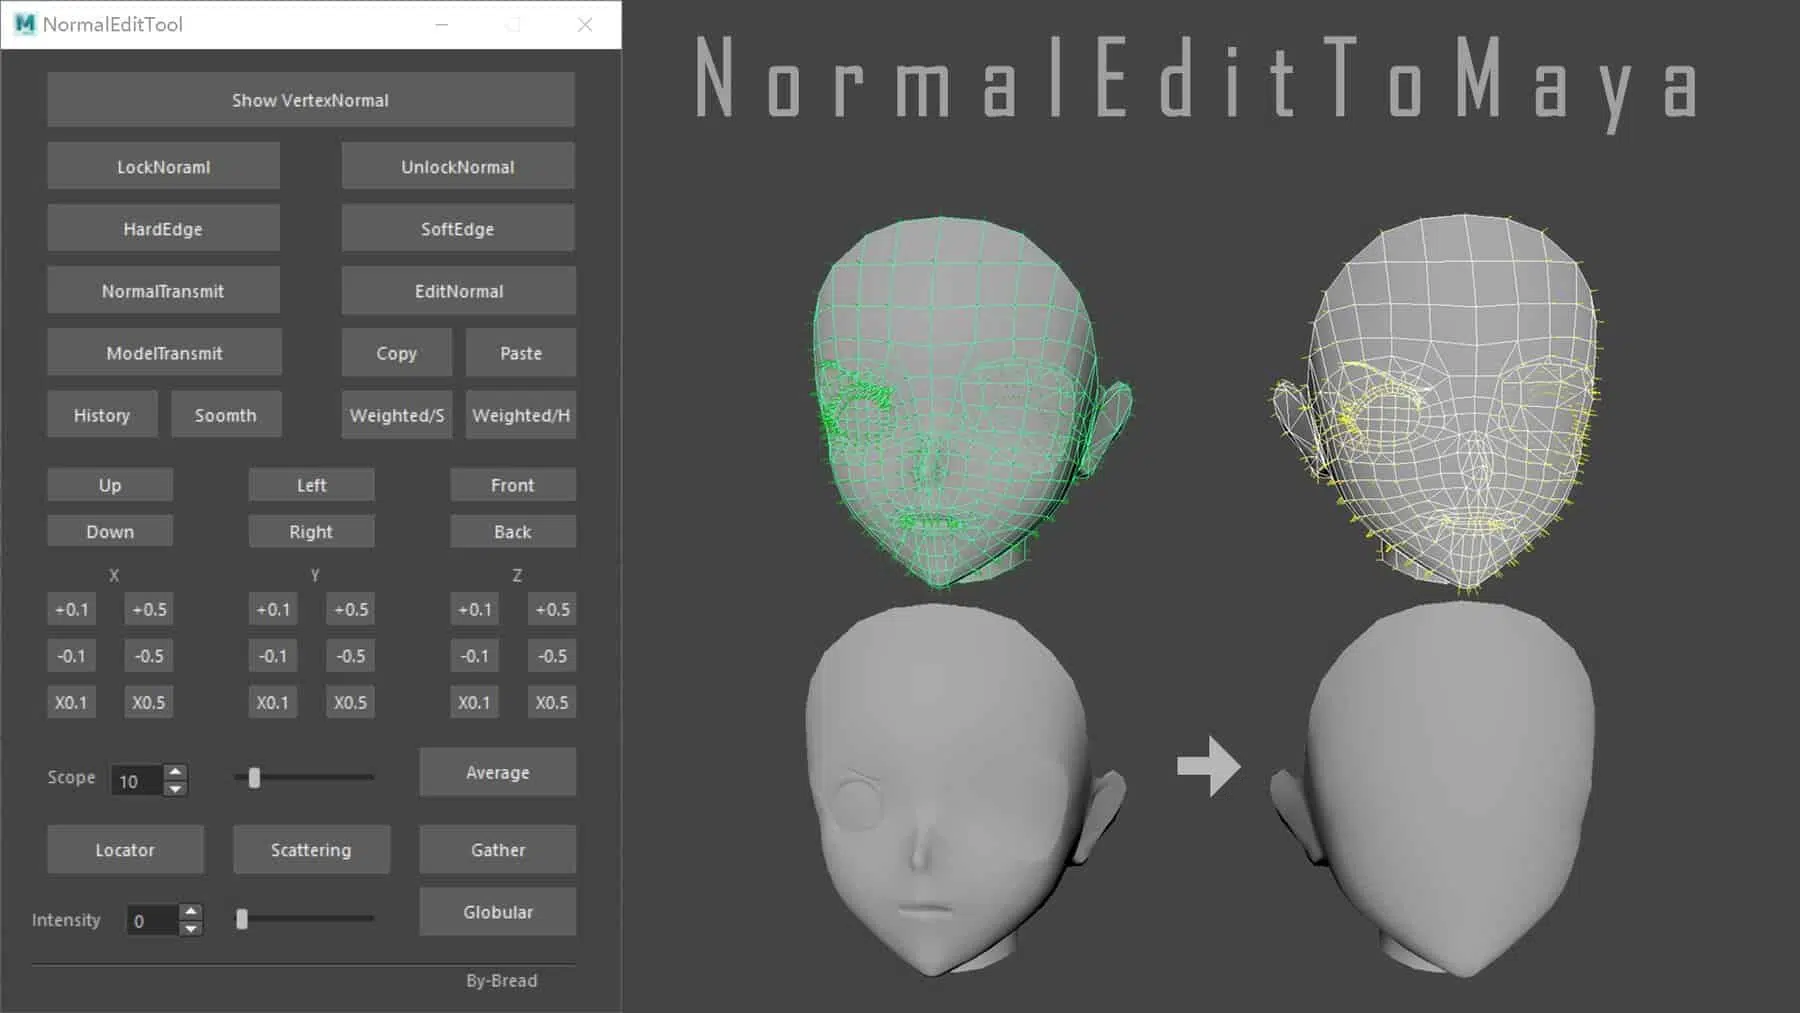 NormalEditTool
NormalEditToMaya
Show VertexNormal
LockNoraml UnlockNormal
HardEdge SoftEdge
NormalTransmit EditNormal
ModelTransmit Copy Paste
History Soomth Weighted/S Weighted/H
Up Left Front
Down Right Back
X Y Z
+0.1 +0.5 +0.1 +0.5 +0.1 +0.5
-0.1 -0.5 -0.1 -0.5 -0.1 -0.5
X0.1 X0.5 X0.1 X0.5 X0.1 X0.5
Scope 10 Average
Locator Scattering Gather
Intensity 0 Globular
By-Bread